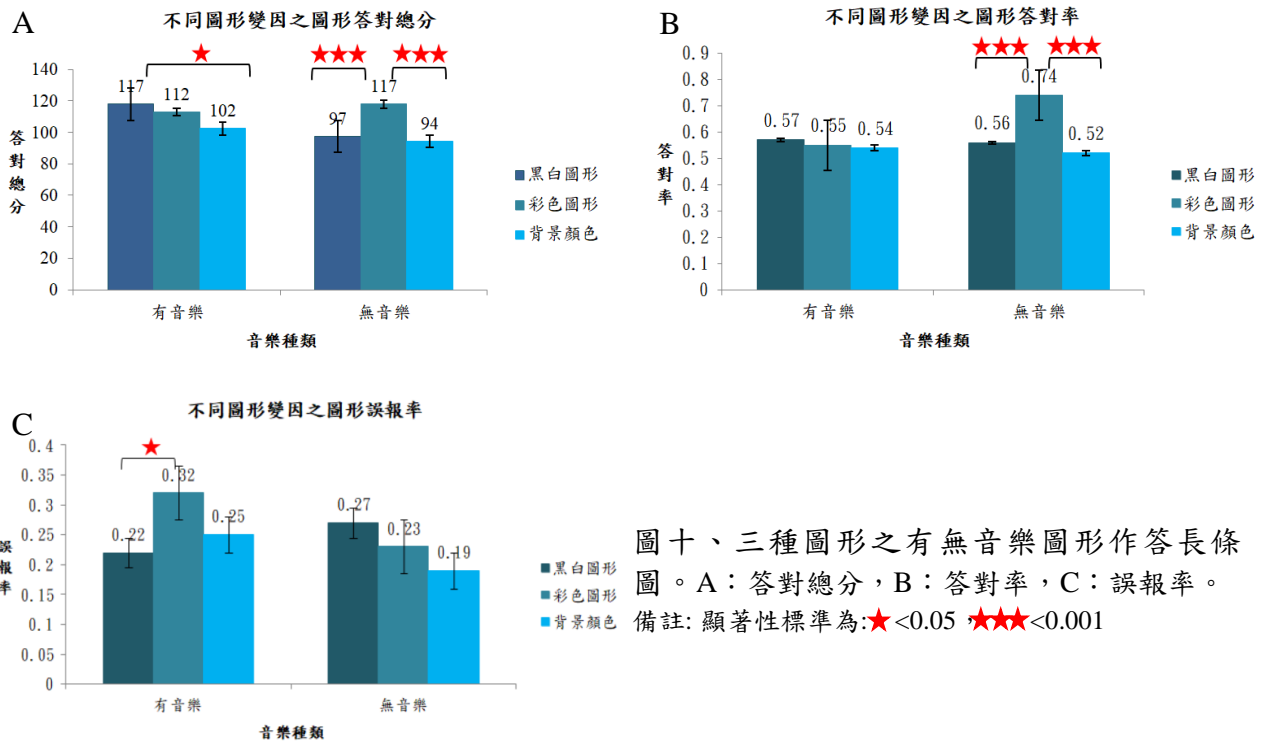 A
不同圖形變因之圖形答對總分
★
★★★
★★★
140
120
100
80
60
40
20
0
答對總分
117
112
102
97
117
94
有音樂
無音樂
音樂種類
黑白圖形
彩色圖形
背景顏色
B
不同圖形變因之圖形答對率
★★★
★★★
0.9
0.8
0.7
0.6
0.5
0.4
0.3
0.2
0.1
0
答對率
0.57
0.55
0.54
0.56
0.74
0.52
有音樂
無音樂
音樂種類
黑白圖形
彩色圖形
背景顏色
C
不同圖形變因之圖形誤報率
★
0.4
0.35
0.3
0.25
0.2
0.15
0.1
0.05
0
誤報率
0.22
0.32
0.25
0.27
0.23
0.19
有音樂
無音樂
音樂種類
黑白圖形
彩色圖形
背景顏色
圖十、三種圖形之有無音樂圖形作答長條
圖。A：答對總分，B：答對率，C：誤報率。
備註: 顯著性標準為:★<0.05，★★★<0.001